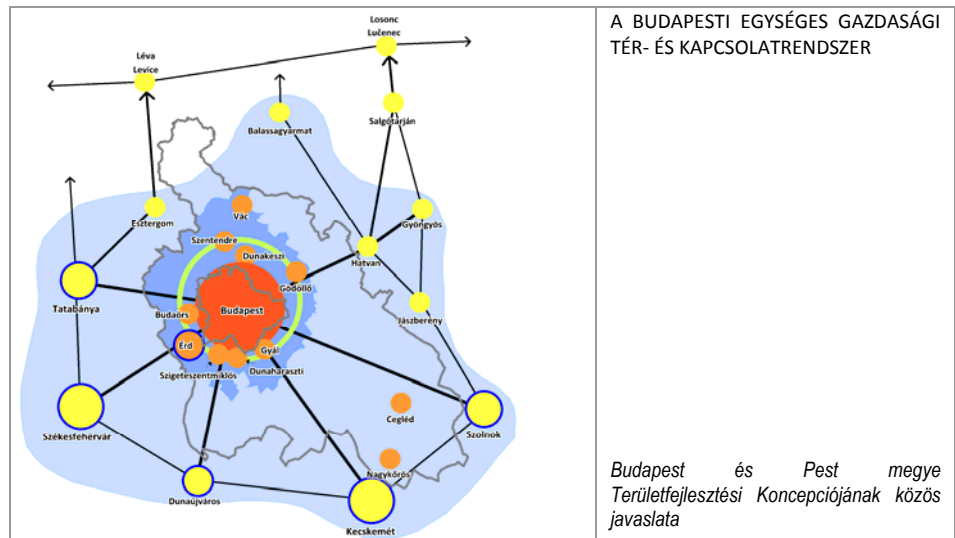 Losonc
Lučenec
Léva
Levice
Salgótarján
Balassagyarmat
Esztergom
Vác
Gyöngyös
Szentendre
Dunakeszi
Hatvan
Gödöllő
Tatabánya
Budapest
Jászberény
Budaörs
Érd
Gyál
Szigetszentmiklós
Dunaharaszti
Cegléd
Székesfehérvár
Szolnok
Nagykőrös
Dunaújváros
Kecskemét
A BUDAPESTI EGYSÉGES GAZDASÁGI
TÉR- ÉS KAPCSOLATRENDSZER
Budapest és Pest megye
Területfejlesztési Koncepciójának közös
javaslata